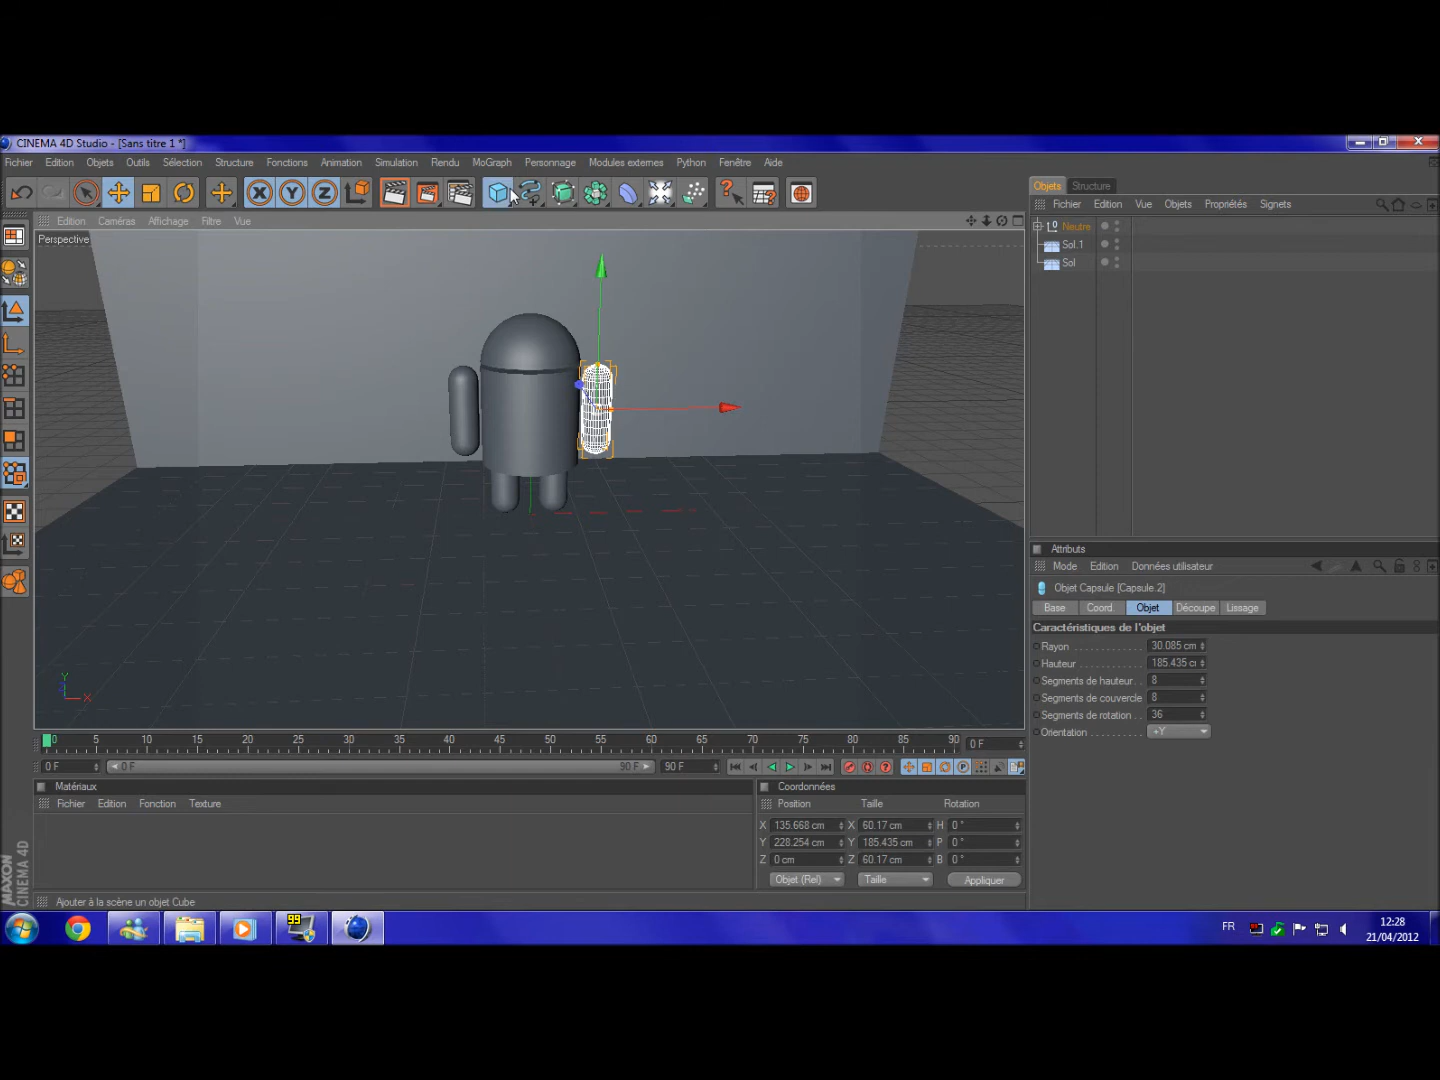 CINEMA 4D Studio - [Sans titre 1 *]
Fichier Edition Objets Outils Sélection Structure Fonctions Animation Simulation Rendu MoGraph Personnage Modules externes Python Fenêtre Aide
Objets Structure
Fichier Edition Vue Objets Propriétés Signets
Edition Caméras Affichage Filtre Vue
Perspective
Neutre
Sol.1
Sol
X Y Z
Attributs
Mode Edition Données utilisateur
Objet Capsule [Capsule.2]
Base Coord. Objet Découpe Lissage
Caractéristiques de l'objet
Rayon 30.085 cm
Hauteur 185.435 c
Segments de hauteur 8
Segments de couvercle 8
Segments de rotation 36
Orientation +Y
Y
X
0 5 10 15 20 25 30 35 40 45 50 55 60 65 70 75 80 85 90 0 F
0 F 0 F 90 F 90 F
Matériaux
Fichier Edition Fonction Texture
Coordonnées
Position Taille Rotation
X 135.668 cm X 60.17 cm H 0 °
Y 228.254 cm Y 185.435 cm P 0 °
Z 0 cm Z 60.17 cm B 0 °
Objet (Rel) Taille Appliquer
MAXON
CINEMA 4D
Ajouter à la scène un objet Cube
99
FR
12:28
21/04/2012